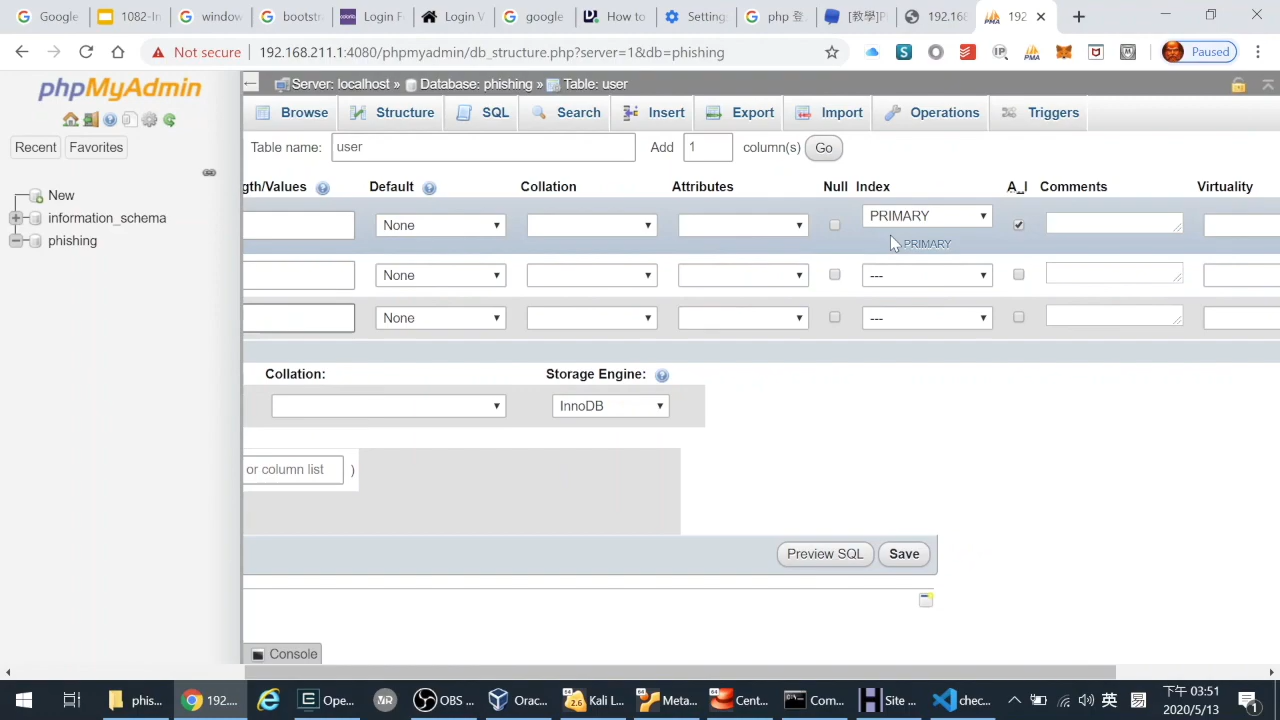 Google
1082-In
window
bootstra
Login Fo
Login V
google
How to
Setting
php 登
[教學]P
192.168
192
Not secure
192.168.211.1:4080/phpmyadmin/db_structure.php?server=1&db=phishing
Paused
phpMyAdmin
Server: localhost » Database: phishing » Table: user
Browse Structure SQL Search Insert Export Import Operations Triggers
Recent Favorites
Table name: user Add 1 column(s) Go
gth/Values Default Collation Attributes Null Index A_I Comments Virtuality
New
information_schema
phishing
None PRIMARY
PRIMARY
None ---
None ---
Collation: Storage Engine:
InnoDB
or column list )
Preview SQL Save
Console
phis... 192.... Ope... OBS ... Orac... Kali L... Meta... Cent... Com... Site ... chec... 英
下午 03:51
2020/5/13